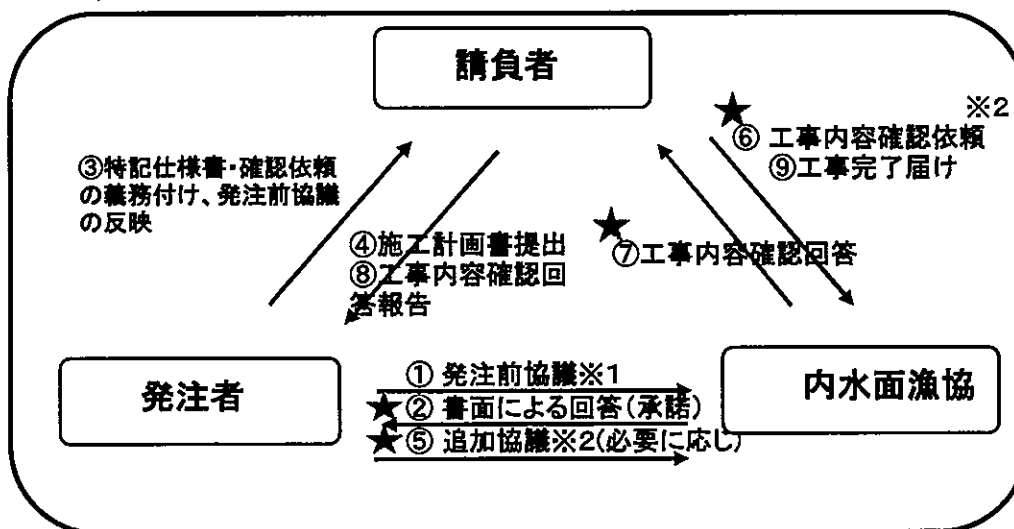 請負者
★ ※2
⑥ 工事内容確認依頼
⑨工事完了届け
③特記仕様書・確認依頼
の義務付け、発注前協議
の反映
★
⑦工事内容確認回答
④施工計画書提出
⑧工事内容確認回
答報告
発注者
① 発注前協議※1
★② 書面による回答(承諾)
★⑤ 追加協議※2(必要に応じ)
内水面漁協